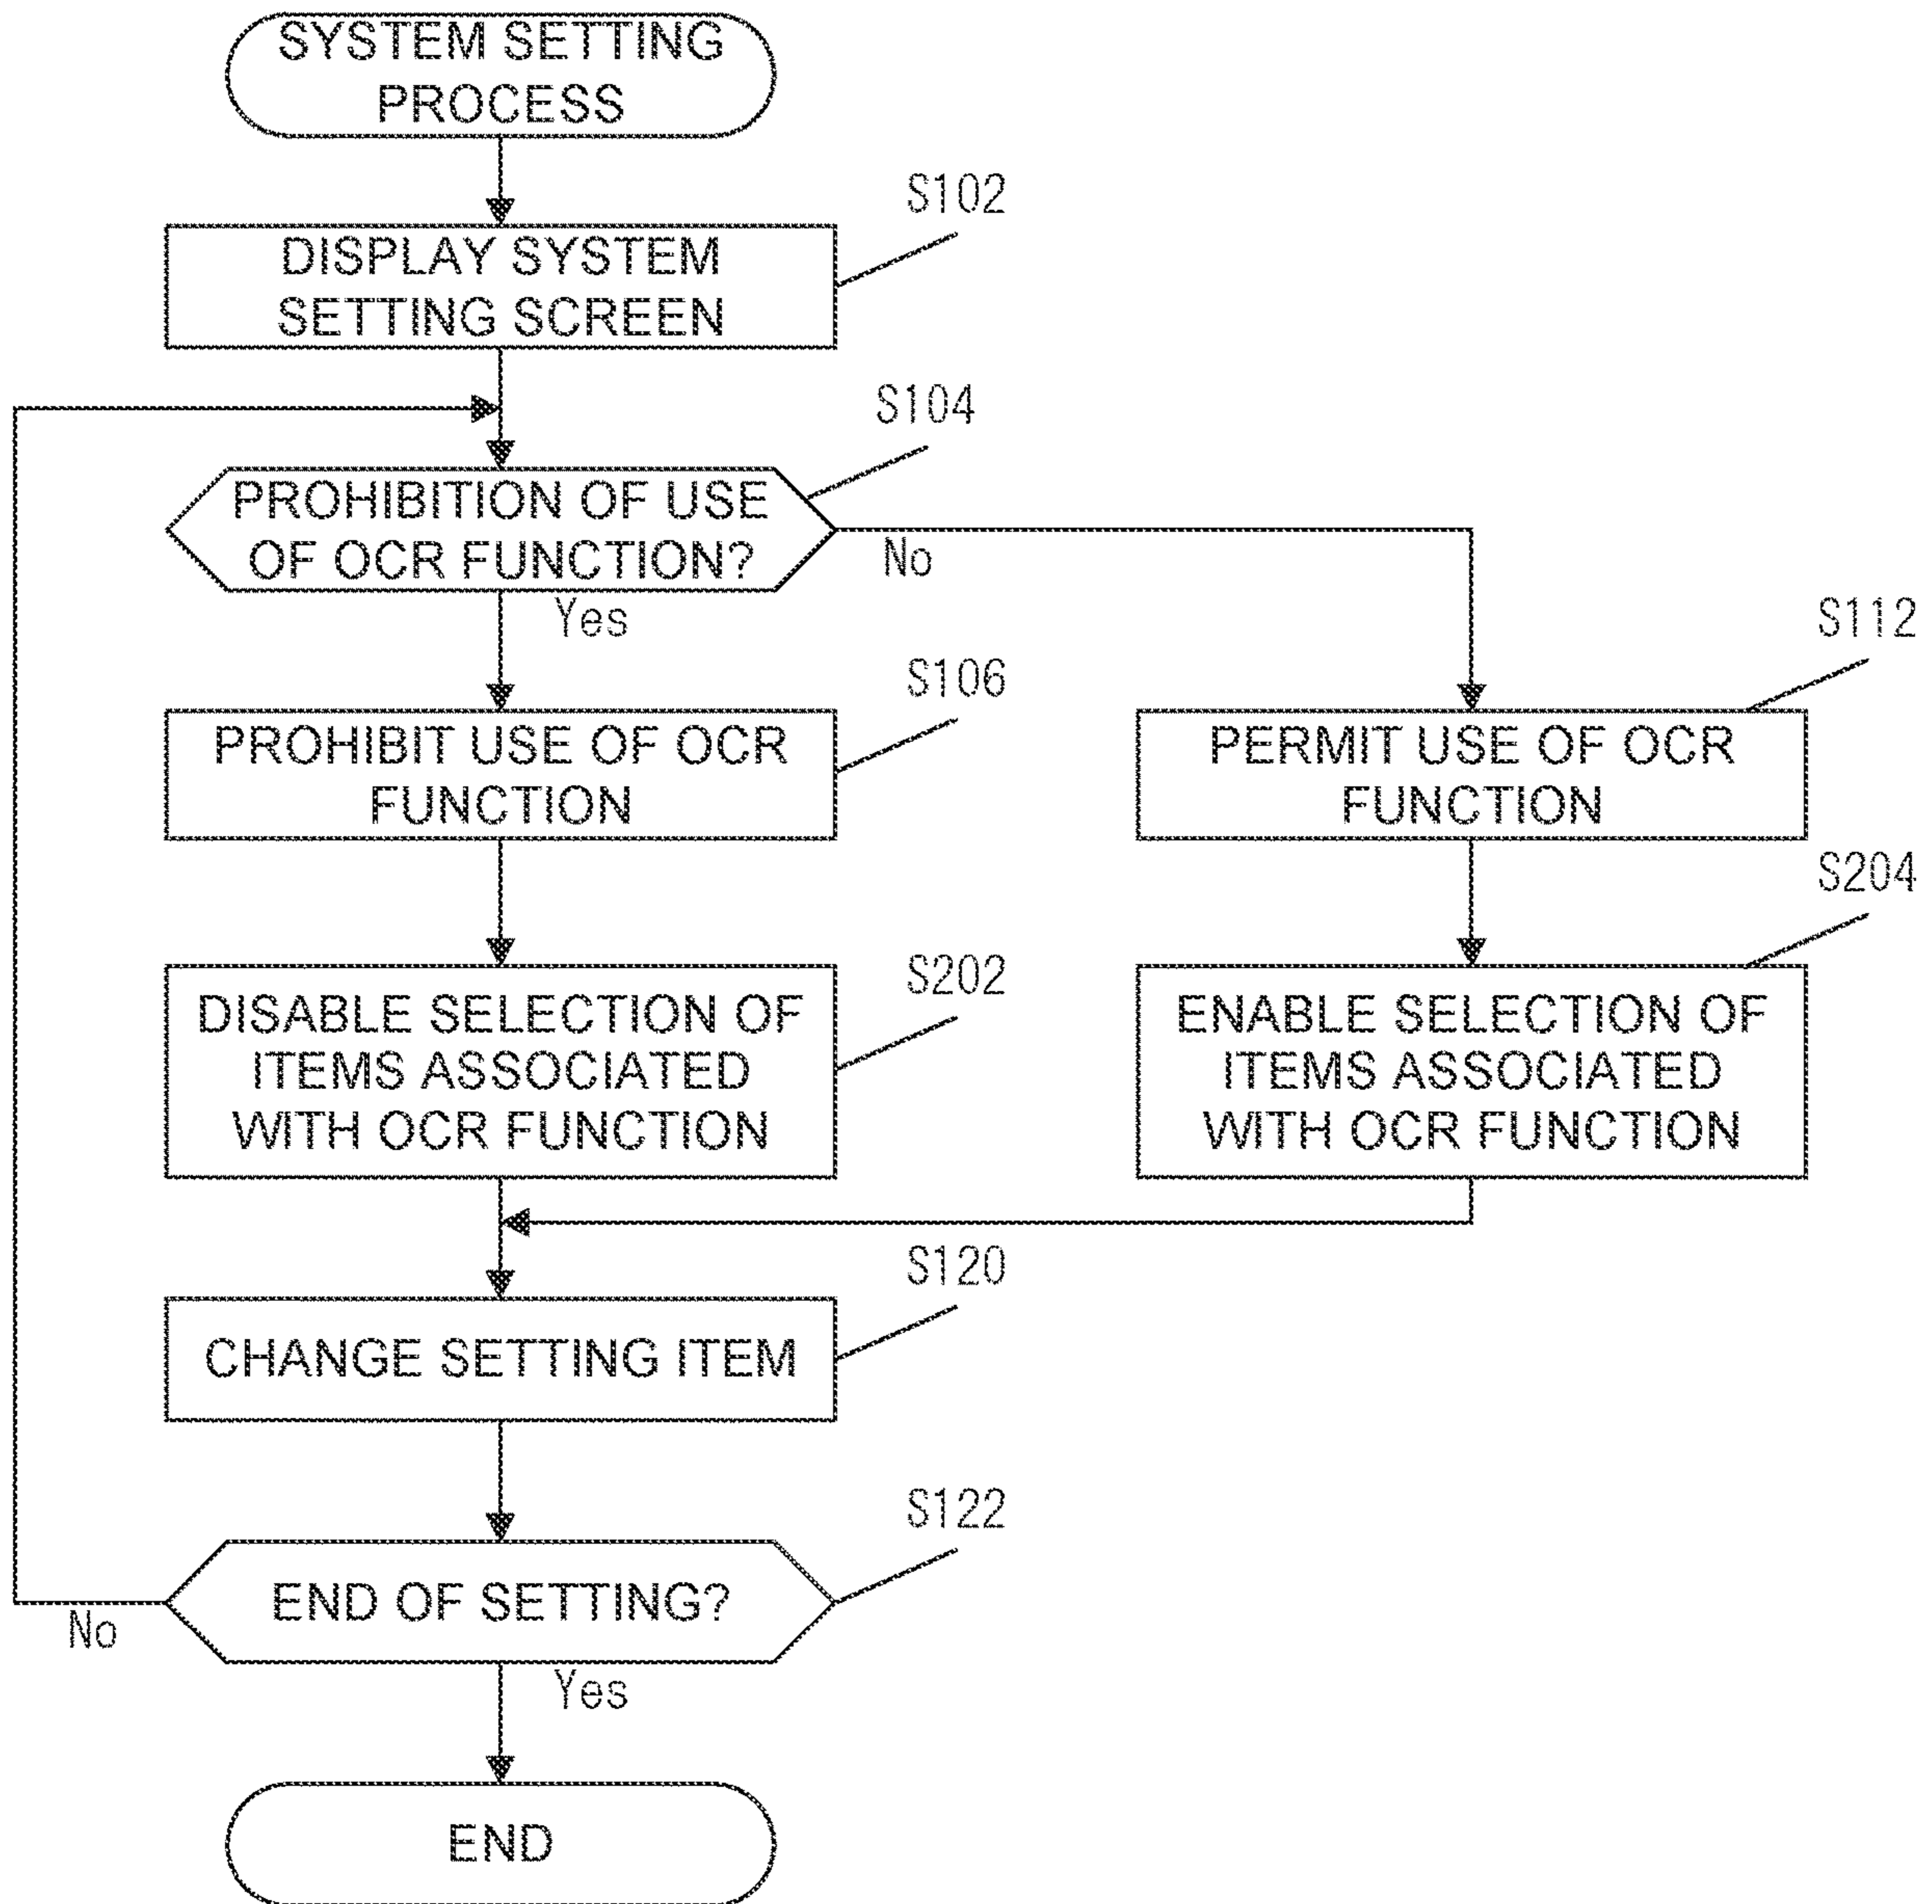 SYSTEM SETTING
PROCESS
S102
DISPLAY SYSTEM
SETTING SCREEN
S104
PROHIBITION OF USE
OF OCR FUNCTION?
No
Yes
S106
PROHIBIT USE OF OCR
FUNCTION
S112
PERMIT USE OF OCR
FUNCTION
S202
DISABLE SELECTION OF
ITEMS ASSOCIATED
WITH OCR FUNCTION
S204
ENABLE SELECTION OF
ITEMS ASSOCIATED
WITH OCR FUNCTION
S120
CHANGE SETTING ITEM
S122
END OF SETTING?
No
Yes
END